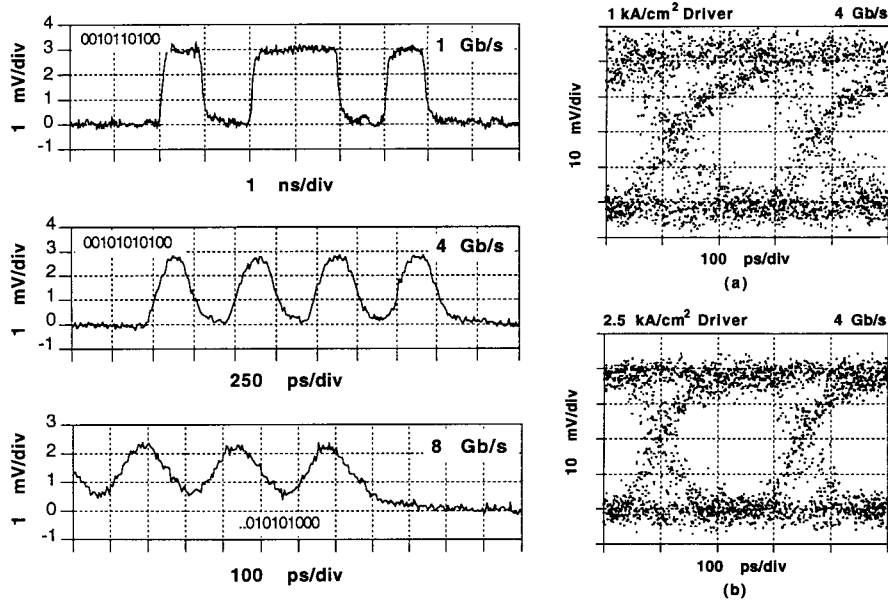 4
3
2
1
0
-1
1 mV/div
0010110100
1 Gb/s
1 ns/div
4
3
2
1
0
-1
1 mV/div
00101010100
4 Gb/s
250 ps/div
3
2
1
0
-1
1 mV/div
8 Gb/s
..010101000
100 ps/div
1 kA/cm² Driver 4 Gb/s
10 mV/div
100 ps/div
(a)
2.5 kA/cm² Driver 4 Gb/s
10 mV/div
100 ps/div
(b)